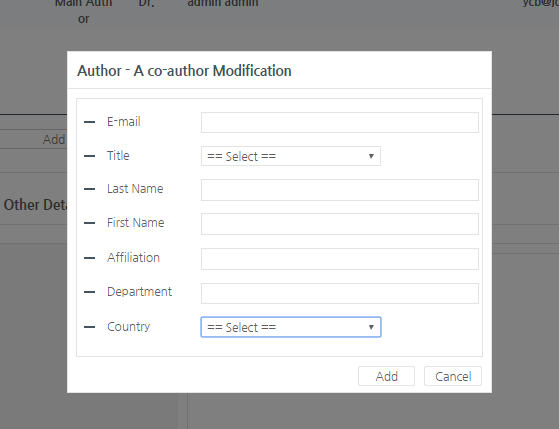 Main Auth
or
Dr.
admin admin
Author - A co-author Modification
E-mail
Title
== Select ==
Last Name
First Name
Affiliation
Department
Country
== Select ==
Add
Cancel
Add
Other Deta